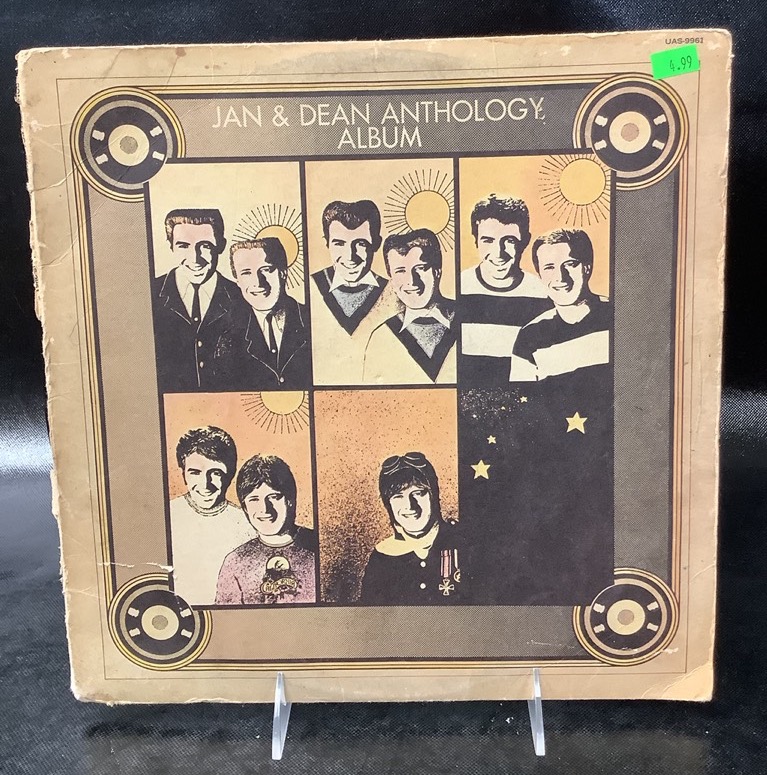 UAS-9961
4.99
JAN & DEAN ANTHOLOGY
ALBUM